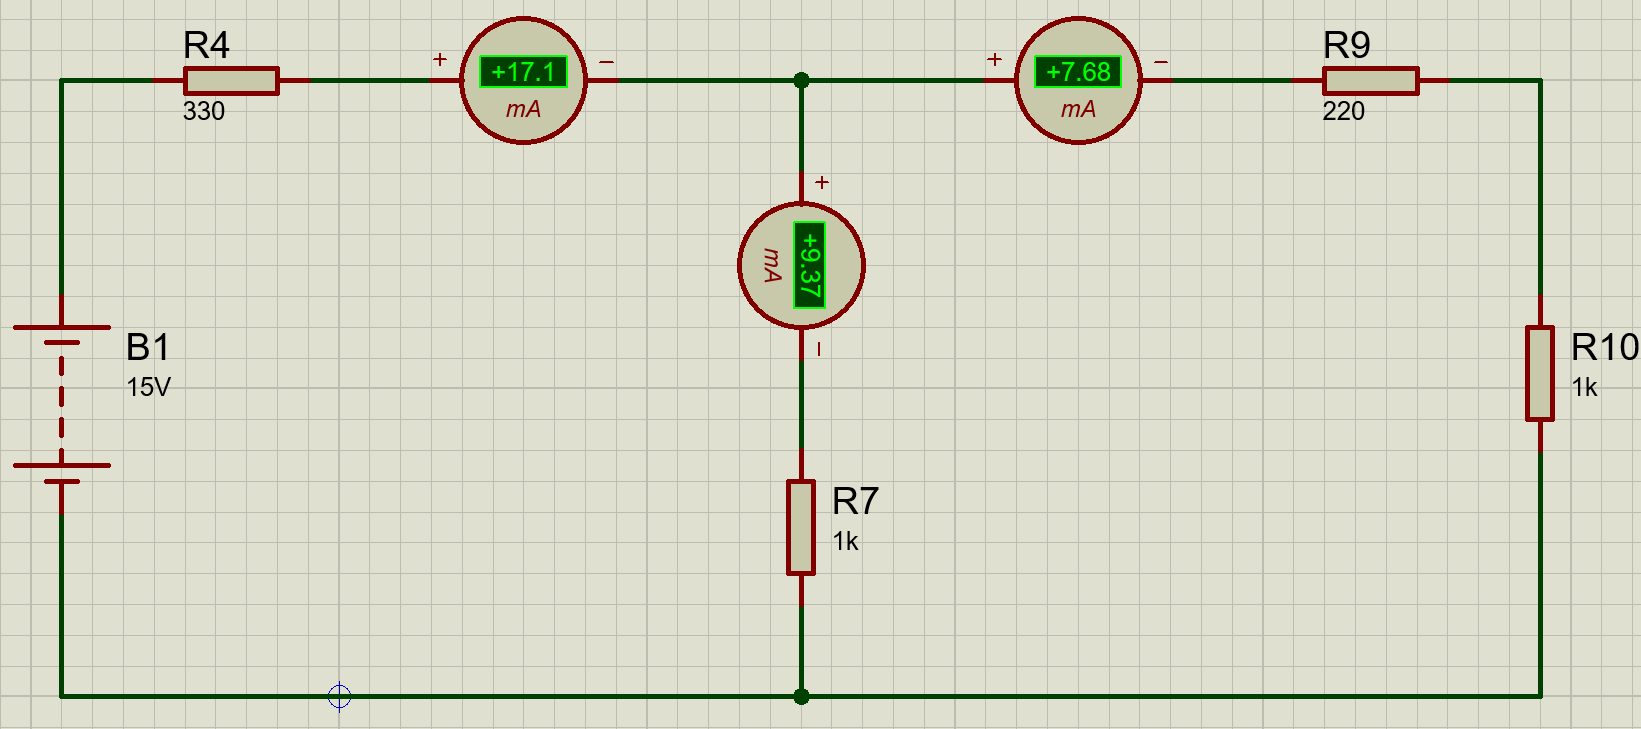 R4
330
+
+17.1
mA
−
+
+7.68
mA
−
R9
220
+
+9.37
mA
−
B1
15V
R10
1k
R7
1k